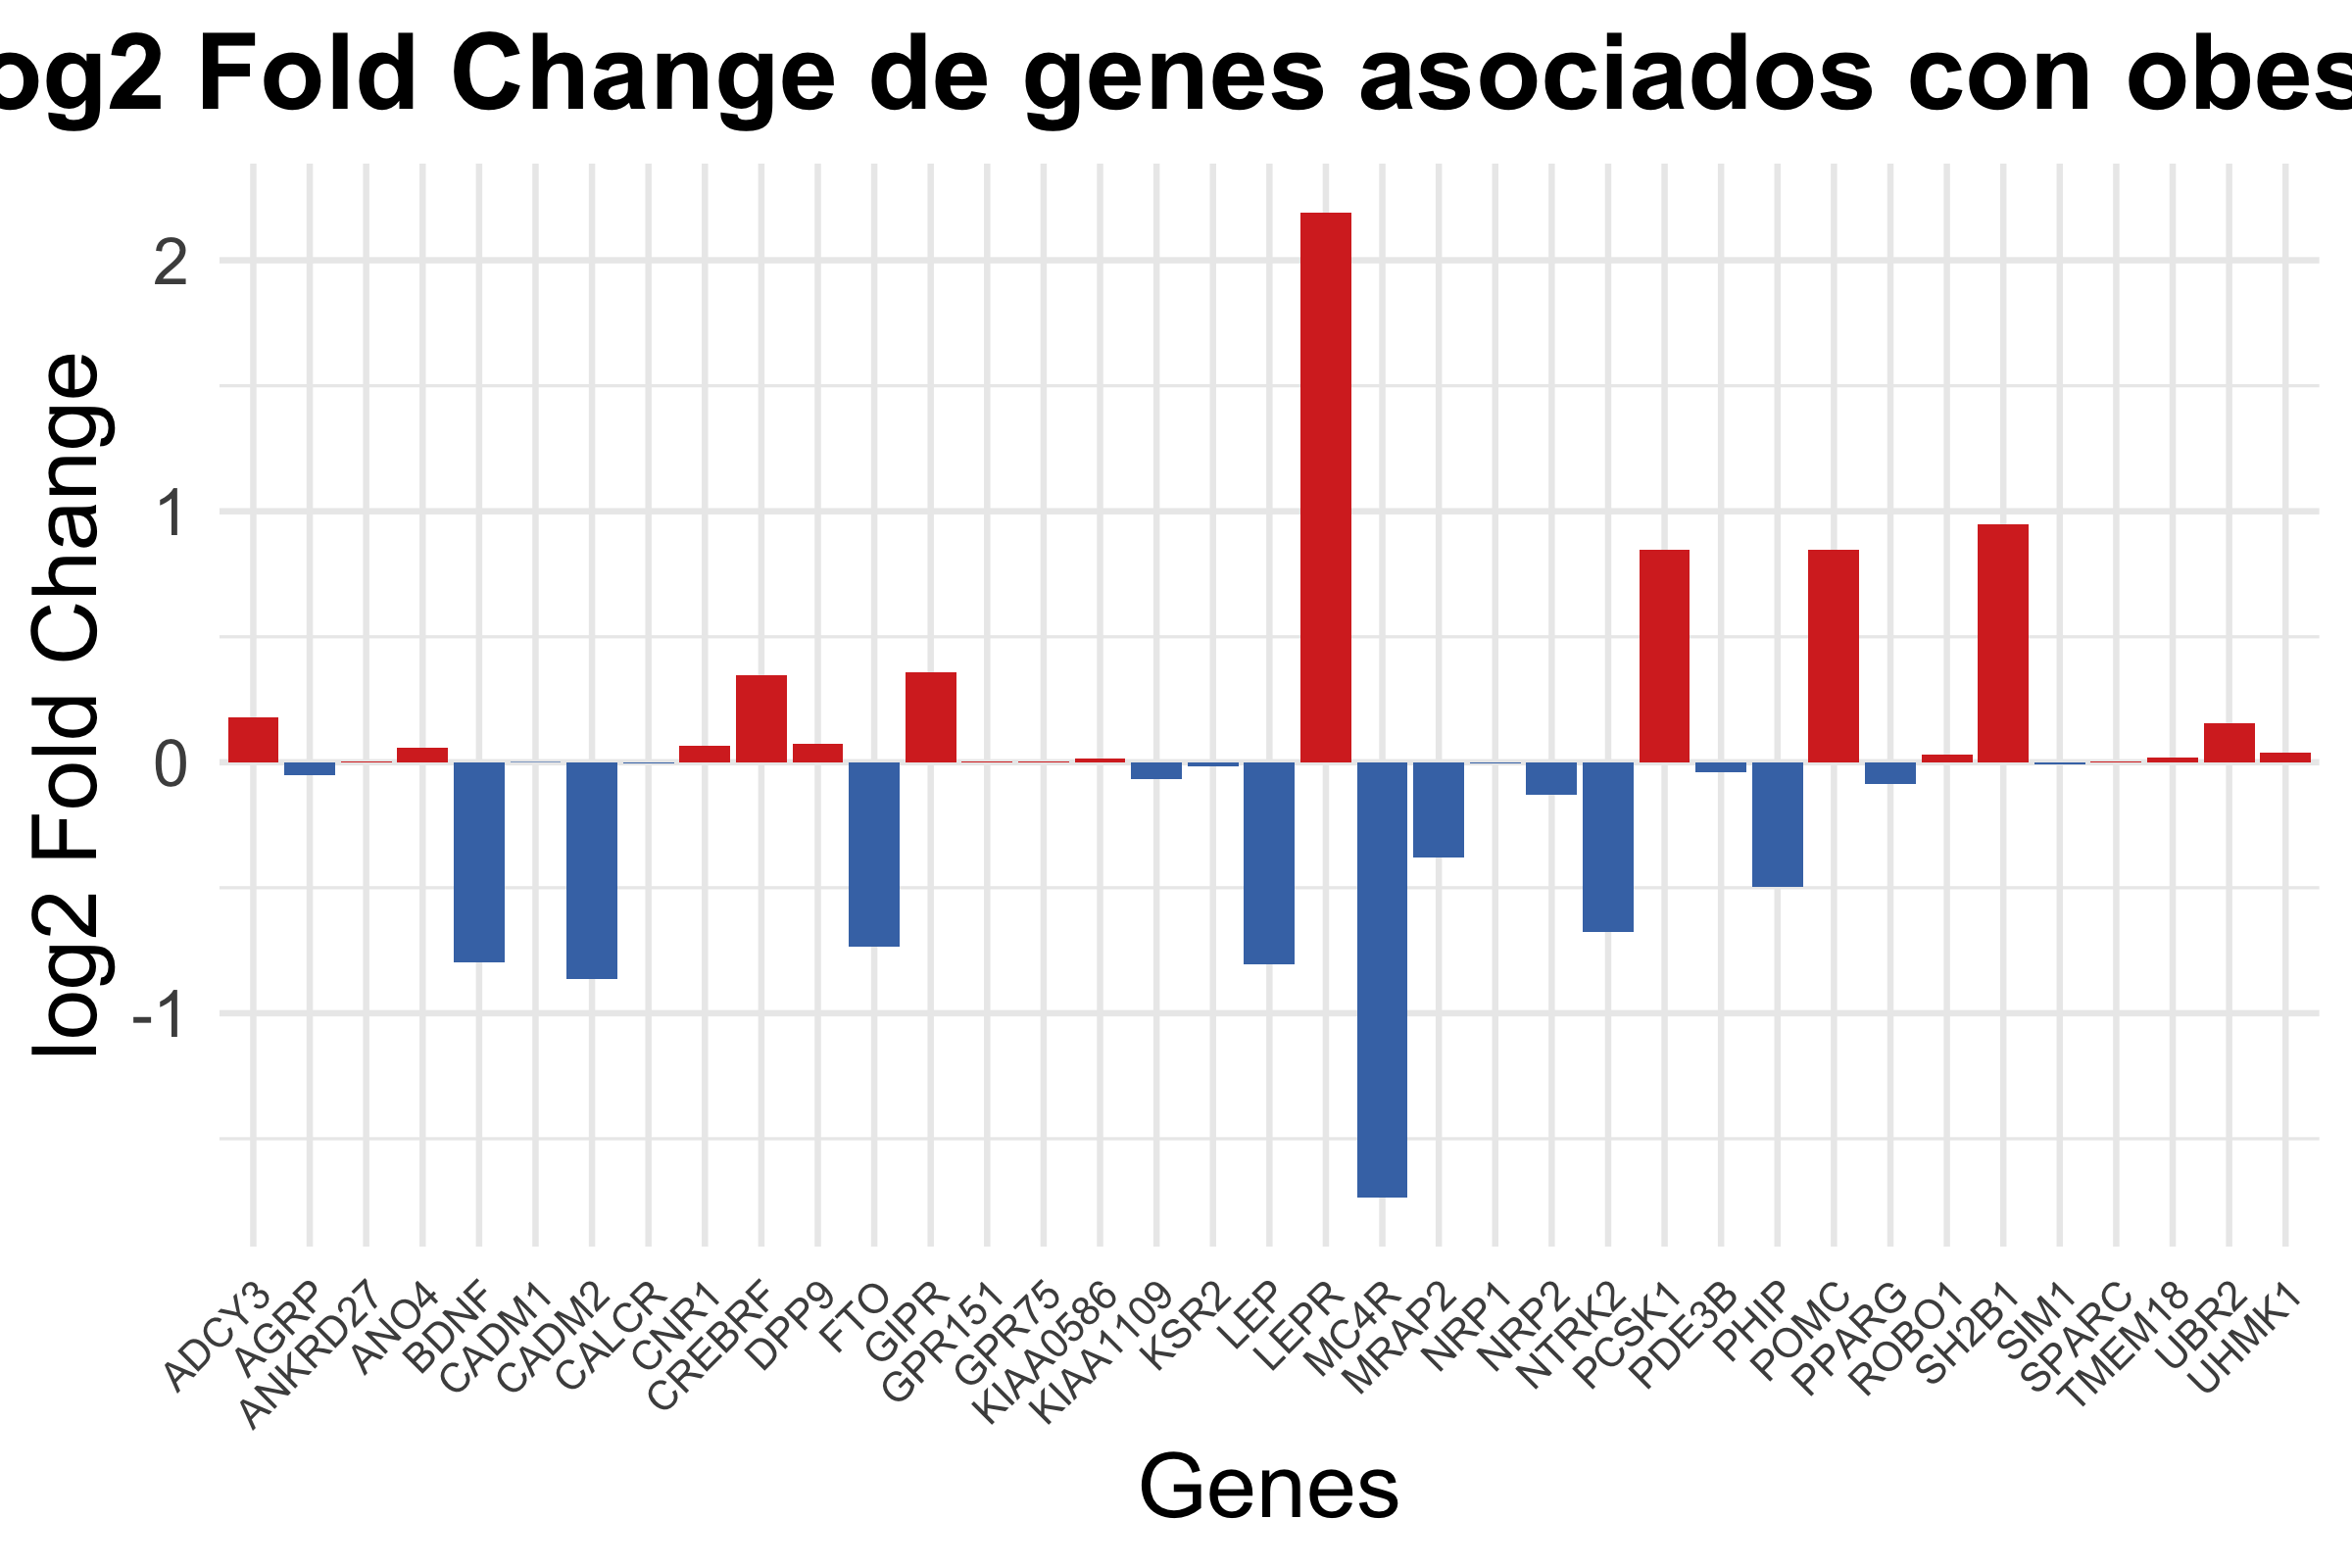 og2 Fold Change de genes asociados con obes
log2 Fold Change
2
1
0
-1
ADCY3
AGRP
ANKRD27
ANO4
BDNF
CADM1
CADM2
CALCR
CNR1
CREBRF
DPP9
FTO
GIPR
GPR151
GPR75
KIAA0586
KIAA1109
KSR2
LEP
LEPR
MC4R
MRAP2
NRP1
NRP2
NTRK2
PCSK1
PDE3B
PHIP
POMC
PPARG
ROBO1
SH2B1
SIM1
SPARC
TMEM18
UBR2
UHMK1
Genes